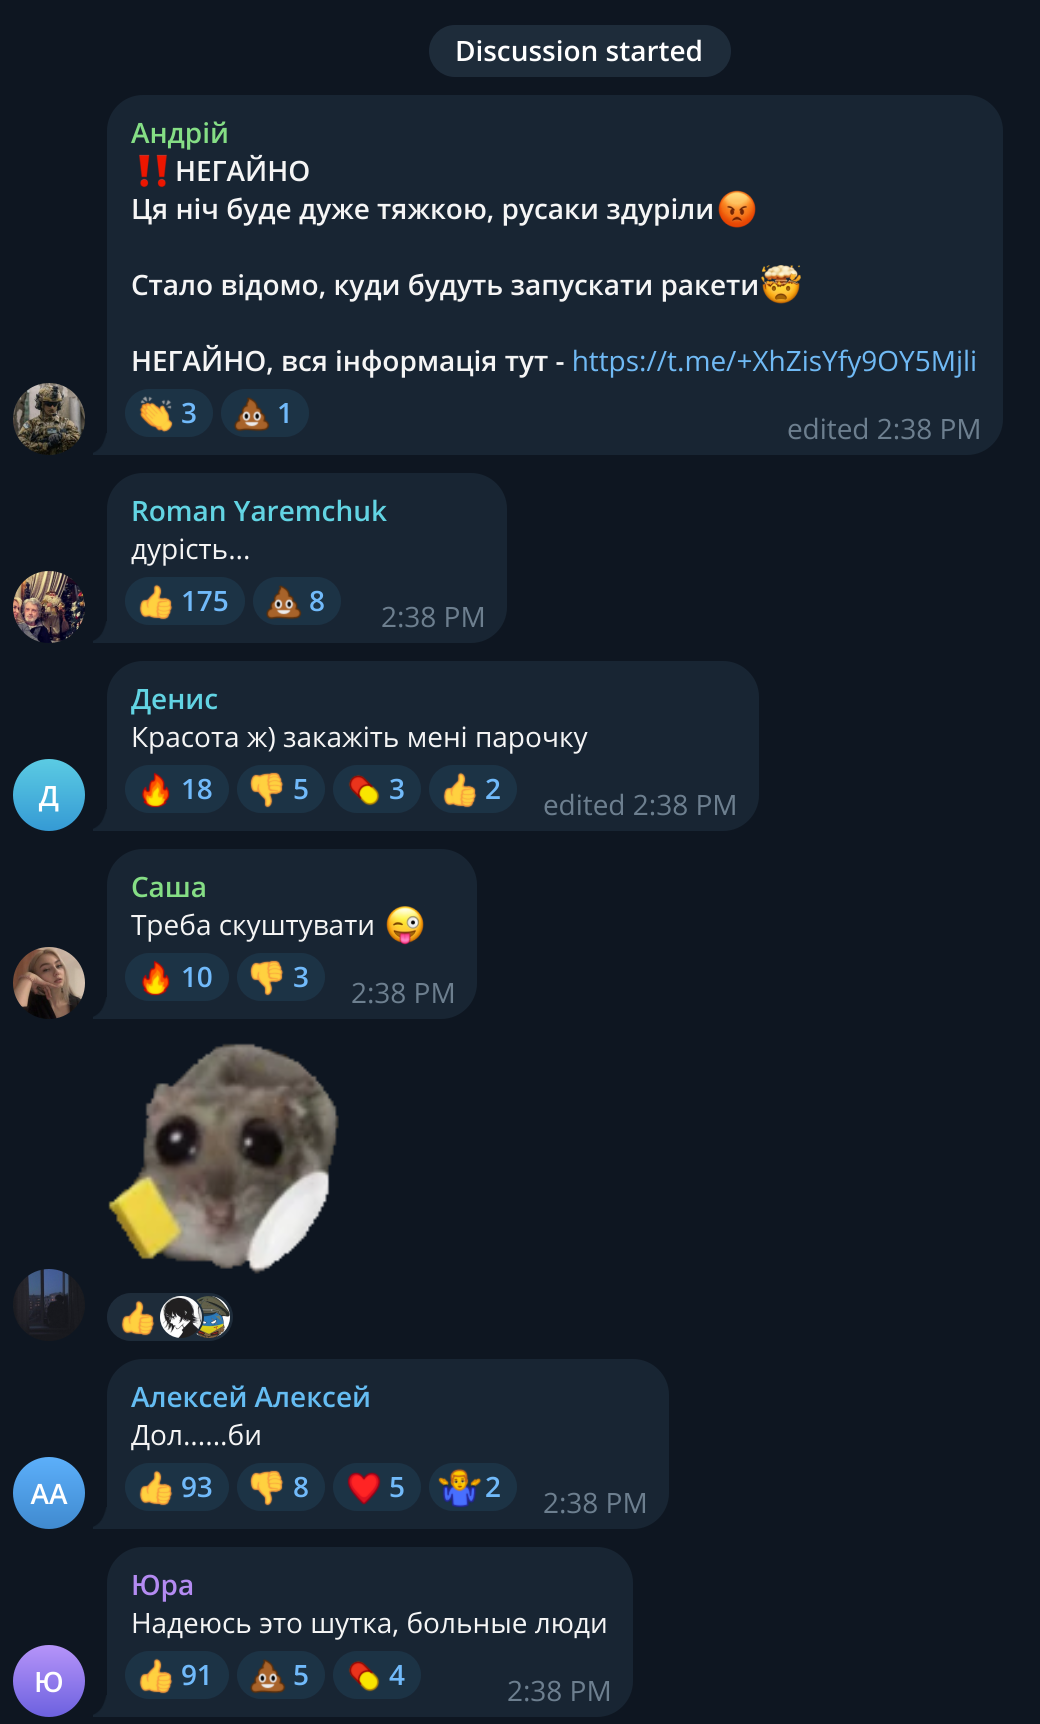 Discussion started
Андрій
‼️НЕГАЙНО
Ця ніч буде дуже тяжкою, русаки здуріли😡
Стало відомо, куди будуть запускати ракети🤯
НЕГАЙНО, вся інформація тут - https://t.me/+XhZisYfy9OY5Mjli
👏 3 💩 1 edited 2:38 PM
Roman Yaremchuk
дурість...
👍 175 💩 8 2:38 PM
Денис
Красота ж) закажіть мені парочку
Д
🔥 18 👎 5 💊 3 👍 2 edited 2:38 PM
Саша
Треба скуштувати 😜
🔥 10 👎 3 2:38 PM
👍
Алексей Алексей
Дол......би
АА
👍 93 👎 8 ❤️ 5 🤷‍♂️ 2 2:38 PM
Юра
Надеюсь это шутка, больные люди
Ю
👍 91 💩 5 💊 4 2:38 PM